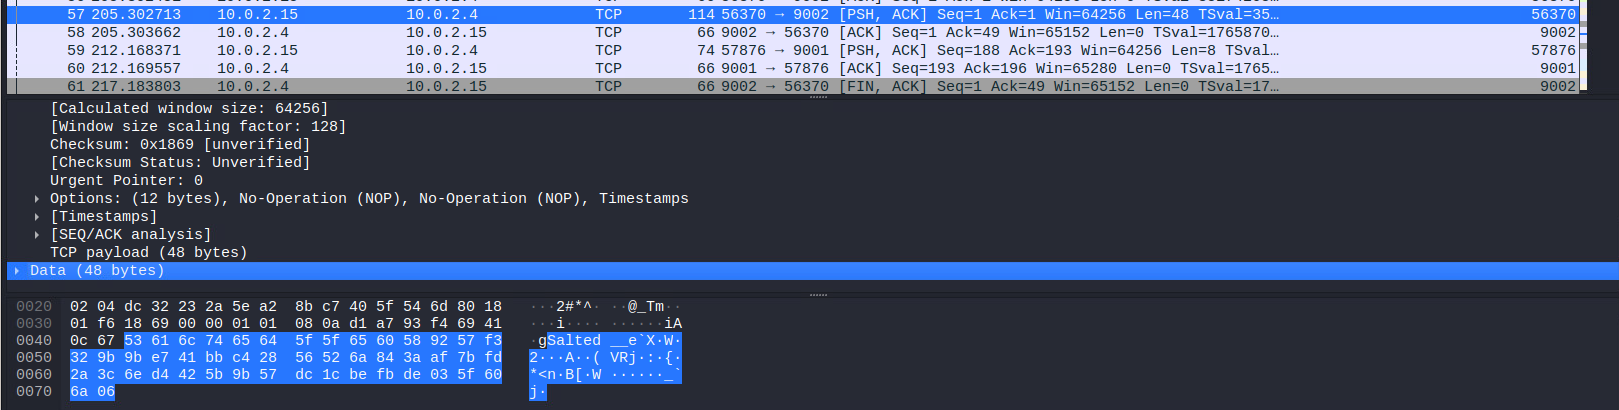 57 205.302713 10.0.2.15 10.0.2.4 TCP 114 56370 → 9002 [PSH, ACK] Seq=1 Ack=1 Win=64256 Len=48 TSval=35… 56370
58 205.303662 10.0.2.4 10.0.2.15 TCP 66 9002 → 56370 [ACK] Seq=1 Ack=49 Win=65152 Len=0 TSval=1765870… 9002
59 212.168371 10.0.2.15 10.0.2.4 TCP 74 57876 → 9001 [PSH, ACK] Seq=188 Ack=193 Win=64256 Len=8 TSval… 57876
60 212.169557 10.0.2.4 10.0.2.15 TCP 66 9001 → 57876 [ACK] Seq=193 Ack=196 Win=65280 Len=0 TSval=1765… 9001
61 217.183803 10.0.2.4 10.0.2.15 TCP 66 9002 → 56370 [FIN, ACK] Seq=1 Ack=49 Win=65152 Len=0 TSval=17… 9002
[Calculated window size: 64256]
[Window size scaling factor: 128]
Checksum: 0x1869 [unverified]
[Checksum Status: Unverified]
Urgent Pointer: 0
Options: (12 bytes), No-Operation (NOP), No-Operation (NOP), Timestamps
[Timestamps]
[SEQ/ACK analysis]
TCP payload (48 bytes)
Data (48 bytes)
0020 02 04 dc 32 23 2a 5e a2 8b c7 40 5f 54 6d 80 18 ···2#*^· ··@_Tm··
0030 01 f6 18 69 00 00 01 01 08 0a d1 a7 93 f4 69 41 ···i···· ······iA
0040 0c 67 53 61 6c 74 65 64 5f 5f 65 60 58 92 57 f3 ·gSalted __e`X·W·
0050 32 9b 9b e7 41 bb c4 28 56 52 6a 84 3a af 7b fd 2···A··( VRj·:·{·
0060 2a 3c 6e d4 42 5b 9b 57 dc 1c be fb de 03 5f 60 *<n·B[·W ······_`
0070 6a 06 j·